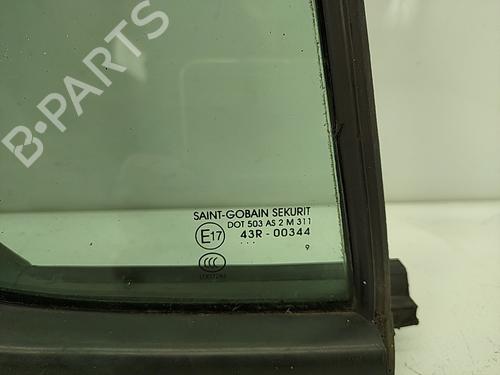 B-PARTS
SAINT-GOBAIN SEKURIT
DOT 503 AS 2 M 311
E17 43R - 00344
... 9